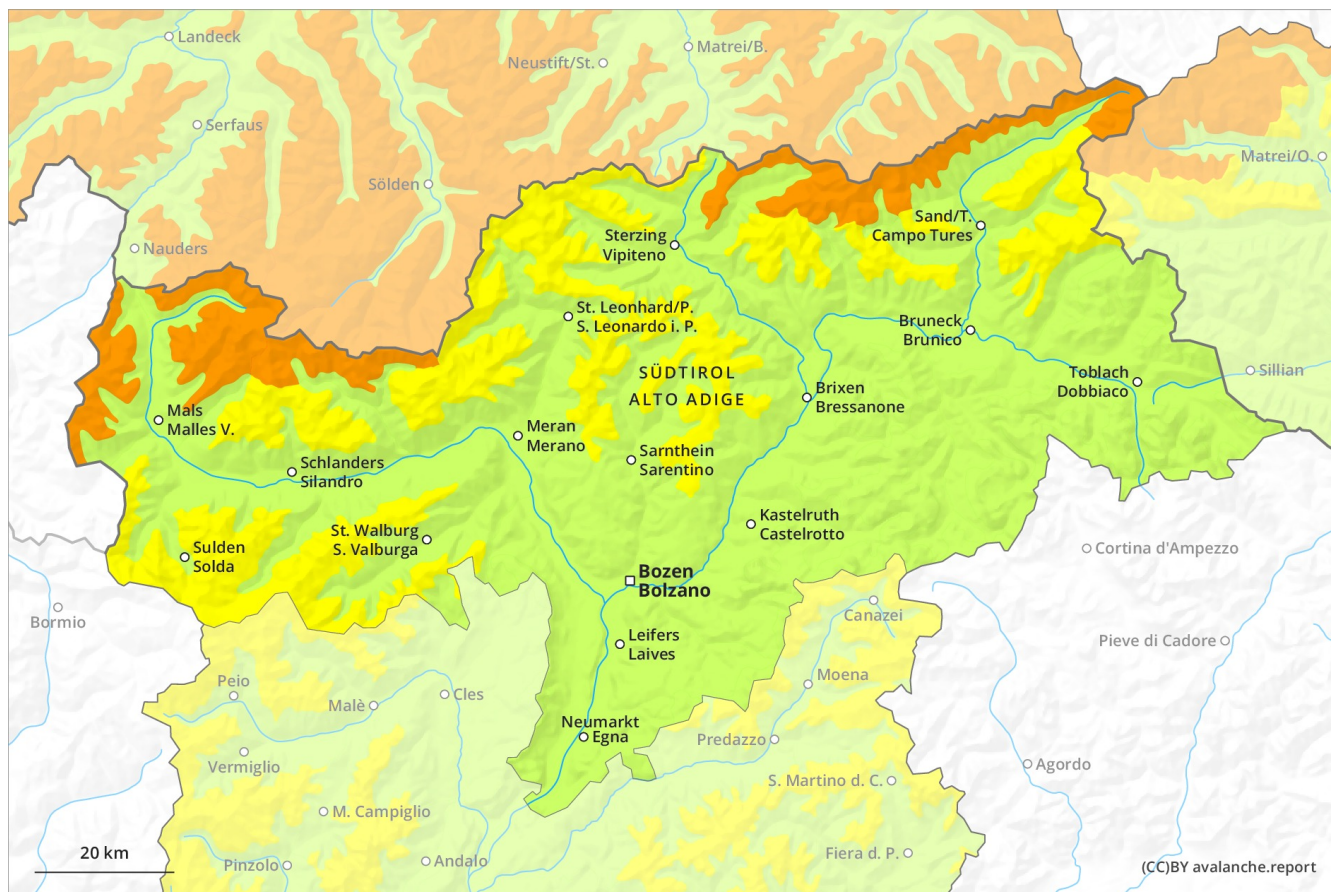 Landeck
Matrei/B.
Neustift/St.
Serfaus
Matrei/O.
Sölden
Sand/T.
Campo Tures
Sterzing
Vipiteno
Nauders
St. Leonhard/P.
S. Leonardo i. P.
Bruneck
Brunico
SÜDTIROL
ALTO ADIGE
Toblach
Dobbiaco
Sillian
Brixen
Bressanone
Mals
Malles V.
Meran
Merano
Sarnthein
Sarentino
Schlanders
Silandro
Kastelruth
Castelrotto
St. Walburg
S. Valburga
Sulden
Solda
Cortina d'Ampezzo
Bozen
Bolzano
Bormio
Canazei
Leifers
Laives
Pieve di Cadore
Moena
Peio
Cles
Malè
Neumarkt
Egna
Predazzo
Vermiglio
Agordo
S. Martino d. C.
M. Campiglio
20 km
Pinzolo
Andalo
Fiera d. P.
(CC)BY avalanche.report